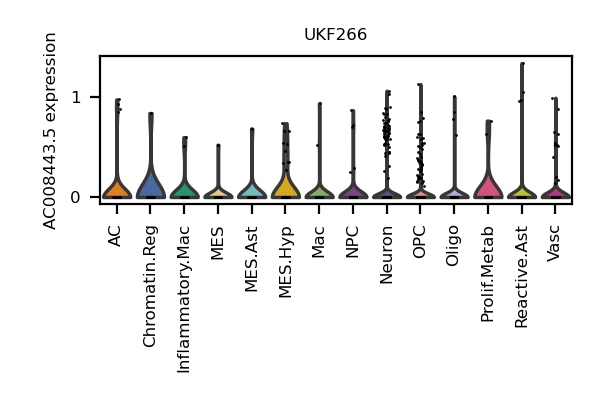 UKF266
AC008443.5 expression
1
0
AC
Chromatin.Reg
Inflammatory.Mac
MES
MES.Ast
MES.Hyp
Mac
NPC
Neuron
OPC
Oligo
Prolif.Metab
Reactive.Ast
Vasc